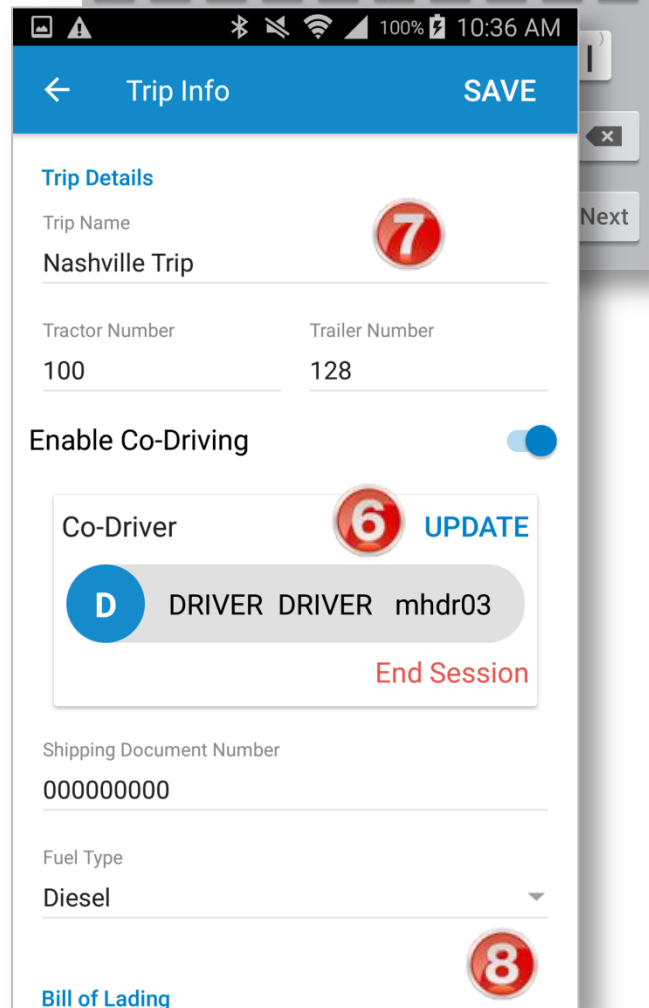 100% 10:36 AM
Trip Info SAVE
Trip Details
Trip Name
7
Nashville Trip
Tractor Number Trailer Number
100 128
Enable Co-Driving
Co-Driver 6 UPDATE
D DRIVER DRIVER mhdr03
End Session
Shipping Document Number
000000000
Fuel Type
Diesel
8
Bill of Lading
Next